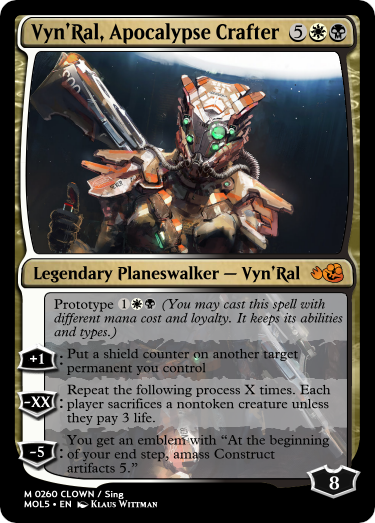 Vyn'Ral, Apocalypse Crafter 5
Legendary Planeswalker — Vyn'Ral
Prototype 1 (You may cast this spell with
different mana cost and loyalty. It keeps its abilities
and types.)
+1 : Put a shield counter on another target
permanent you control
-XX : Repeat the following process X times. Each
player sacrifices a nontoken creature unless
they pay 3 life.
-5 : You get an emblem with “At the beginning
of your end step, amass Construct
artifacts 5.”
8
M 0260 CLOWN / Sing
MOL5 • EN Klaus Wittman